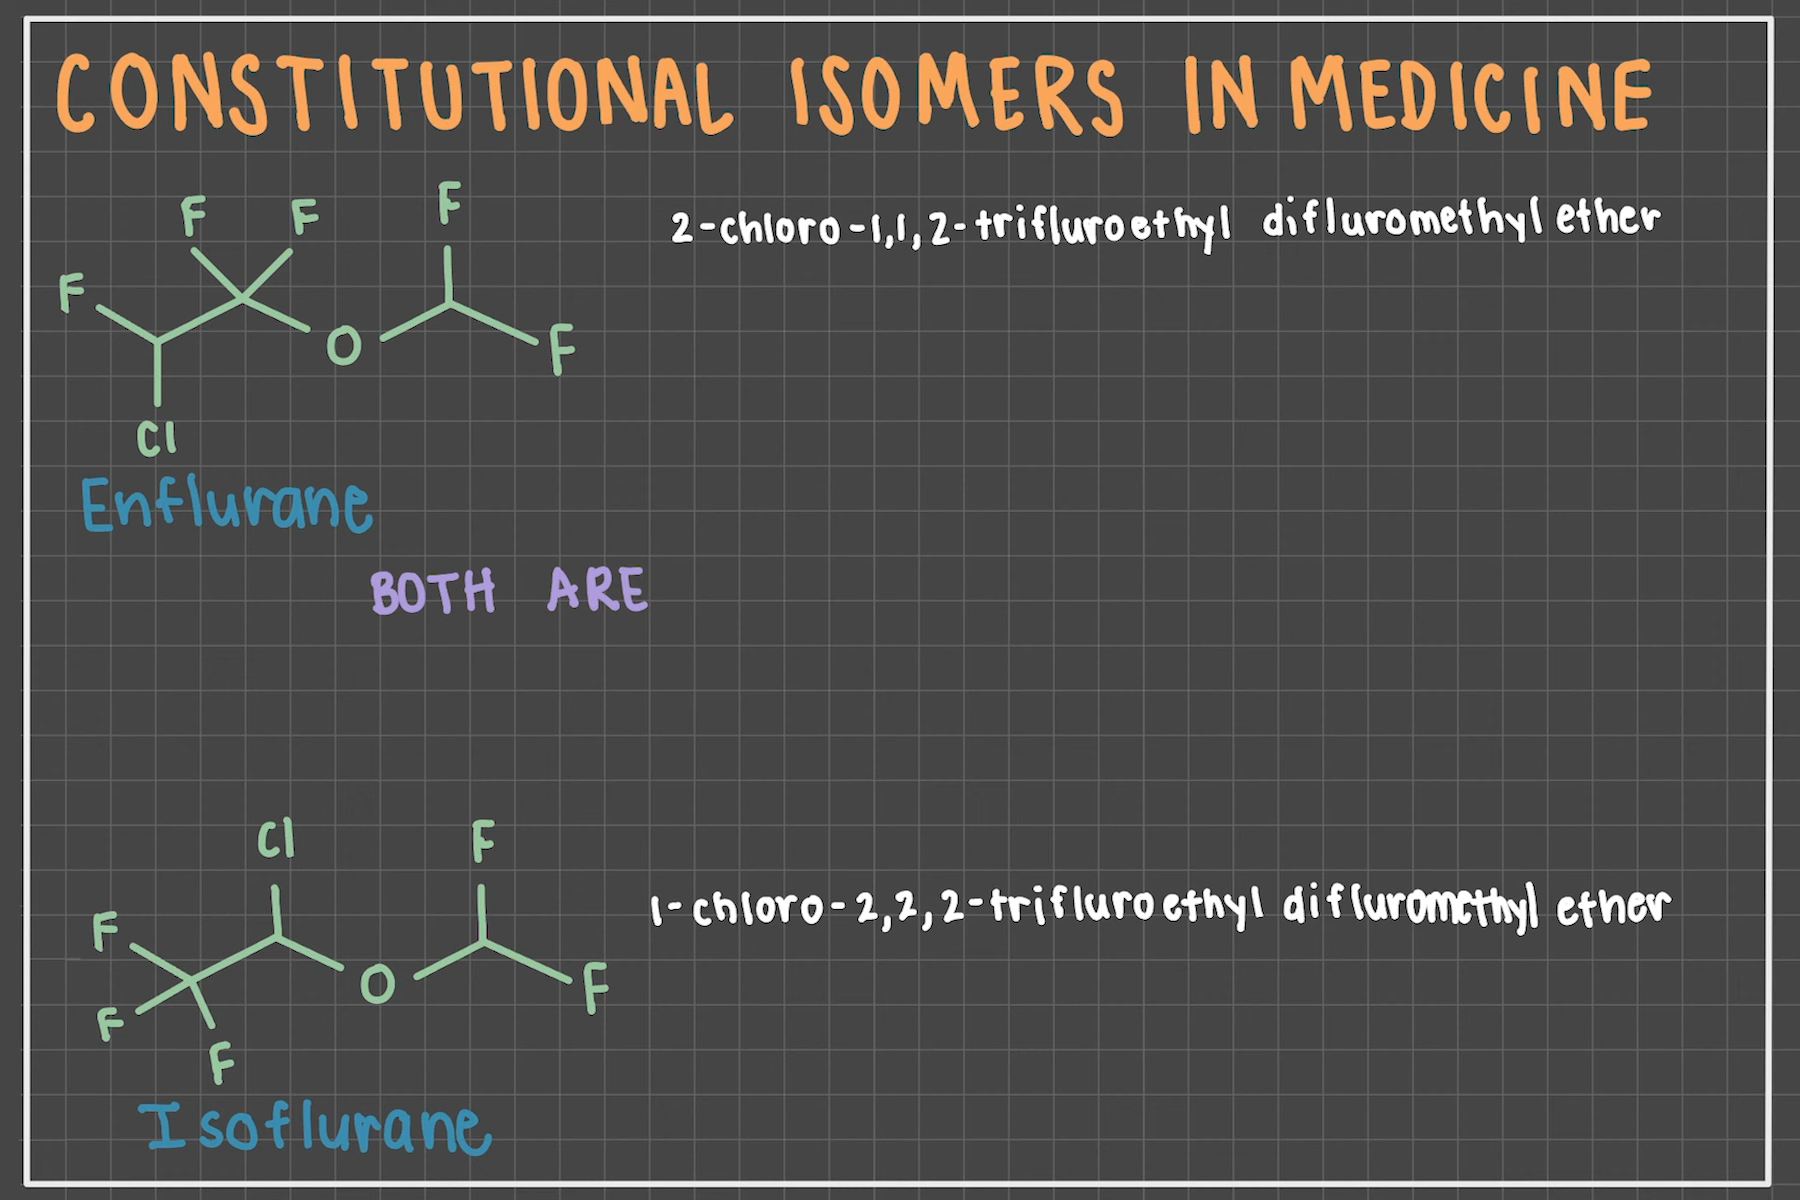 CONSTITUTIONAL ISOMERS IN MEDICINE
F F F
2-chloro-1,1,2-trifluroethyl difluromethyl ether
F
O F
Cl
Enflurane
BOTH ARE
Cl F
1-chloro-2,2,2-trifluroethyl difluromethyl ether
F
O F
F
F
Isoflurane